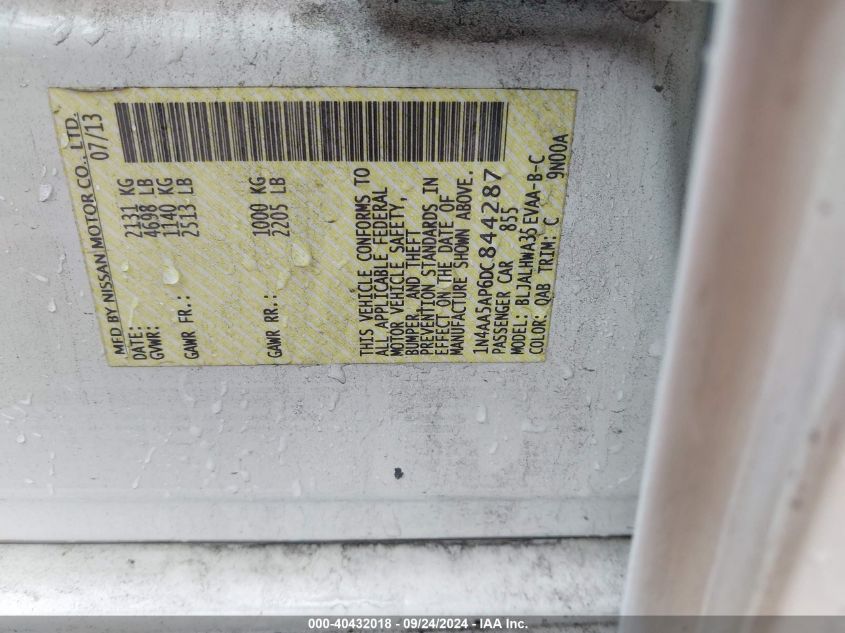 MFD BY NISSAN MOTOR CO., LTD.
DATE: 07/13
GVWR: 2131 KG
4698 LB
GAWR FR.: 1140 KG
2513 LB
GAWR RR.: 1000 KG
2205 LB
THIS VEHICLE CONFORMS TO
ALL APPLICABLE FEDERAL
MOTOR VEHICLE SAFETY,
BUMPER, AND THEFT
PREVENTION STANDARDS IN
EFFECT ON THE DATE OF
MANUFACTURE SHOWN ABOVE.
1N4AA5AP6DC844287
PASSENGER CAR 855
MODEL: BLJALHWA35EVAA-B-C
COLOR: QAB TRIM: C 9N00A
000-40432018 - 09/24/2024 - IAA Holdings, LLC.